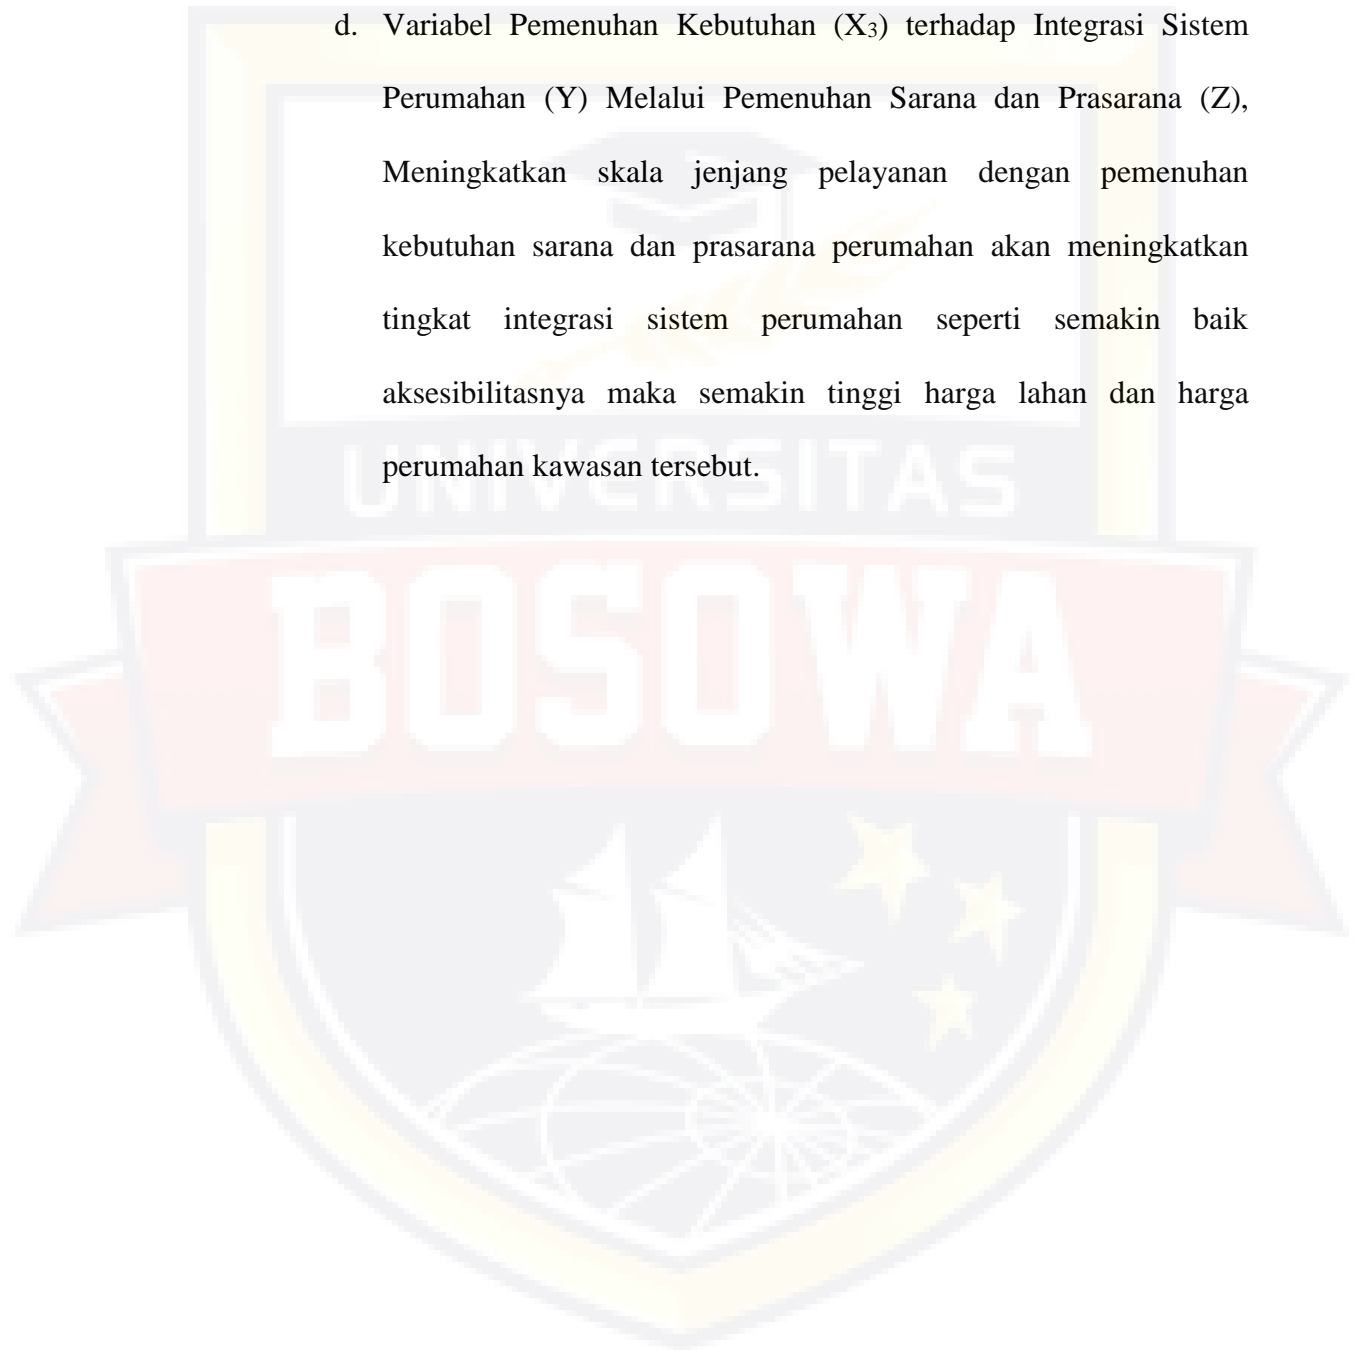 d. Variabel Pemenuhan Kebutuhan (X₃) terhadap Integrasi Sistem
Perumahan (Y) Melalui Pemenuhan Sarana dan Prasarana (Z),
Meningkatkan skala jenjang pelayanan dengan pemenuhan
kebutuhan sarana dan prasarana perumahan akan meningkatkan
tingkat integrasi sistem perumahan seperti semakin baik
aksesibilitasnya maka semakin tinggi harga lahan dan harga
perumahan kawasan tersebut.
UNIVERSITAS
BOSOWA